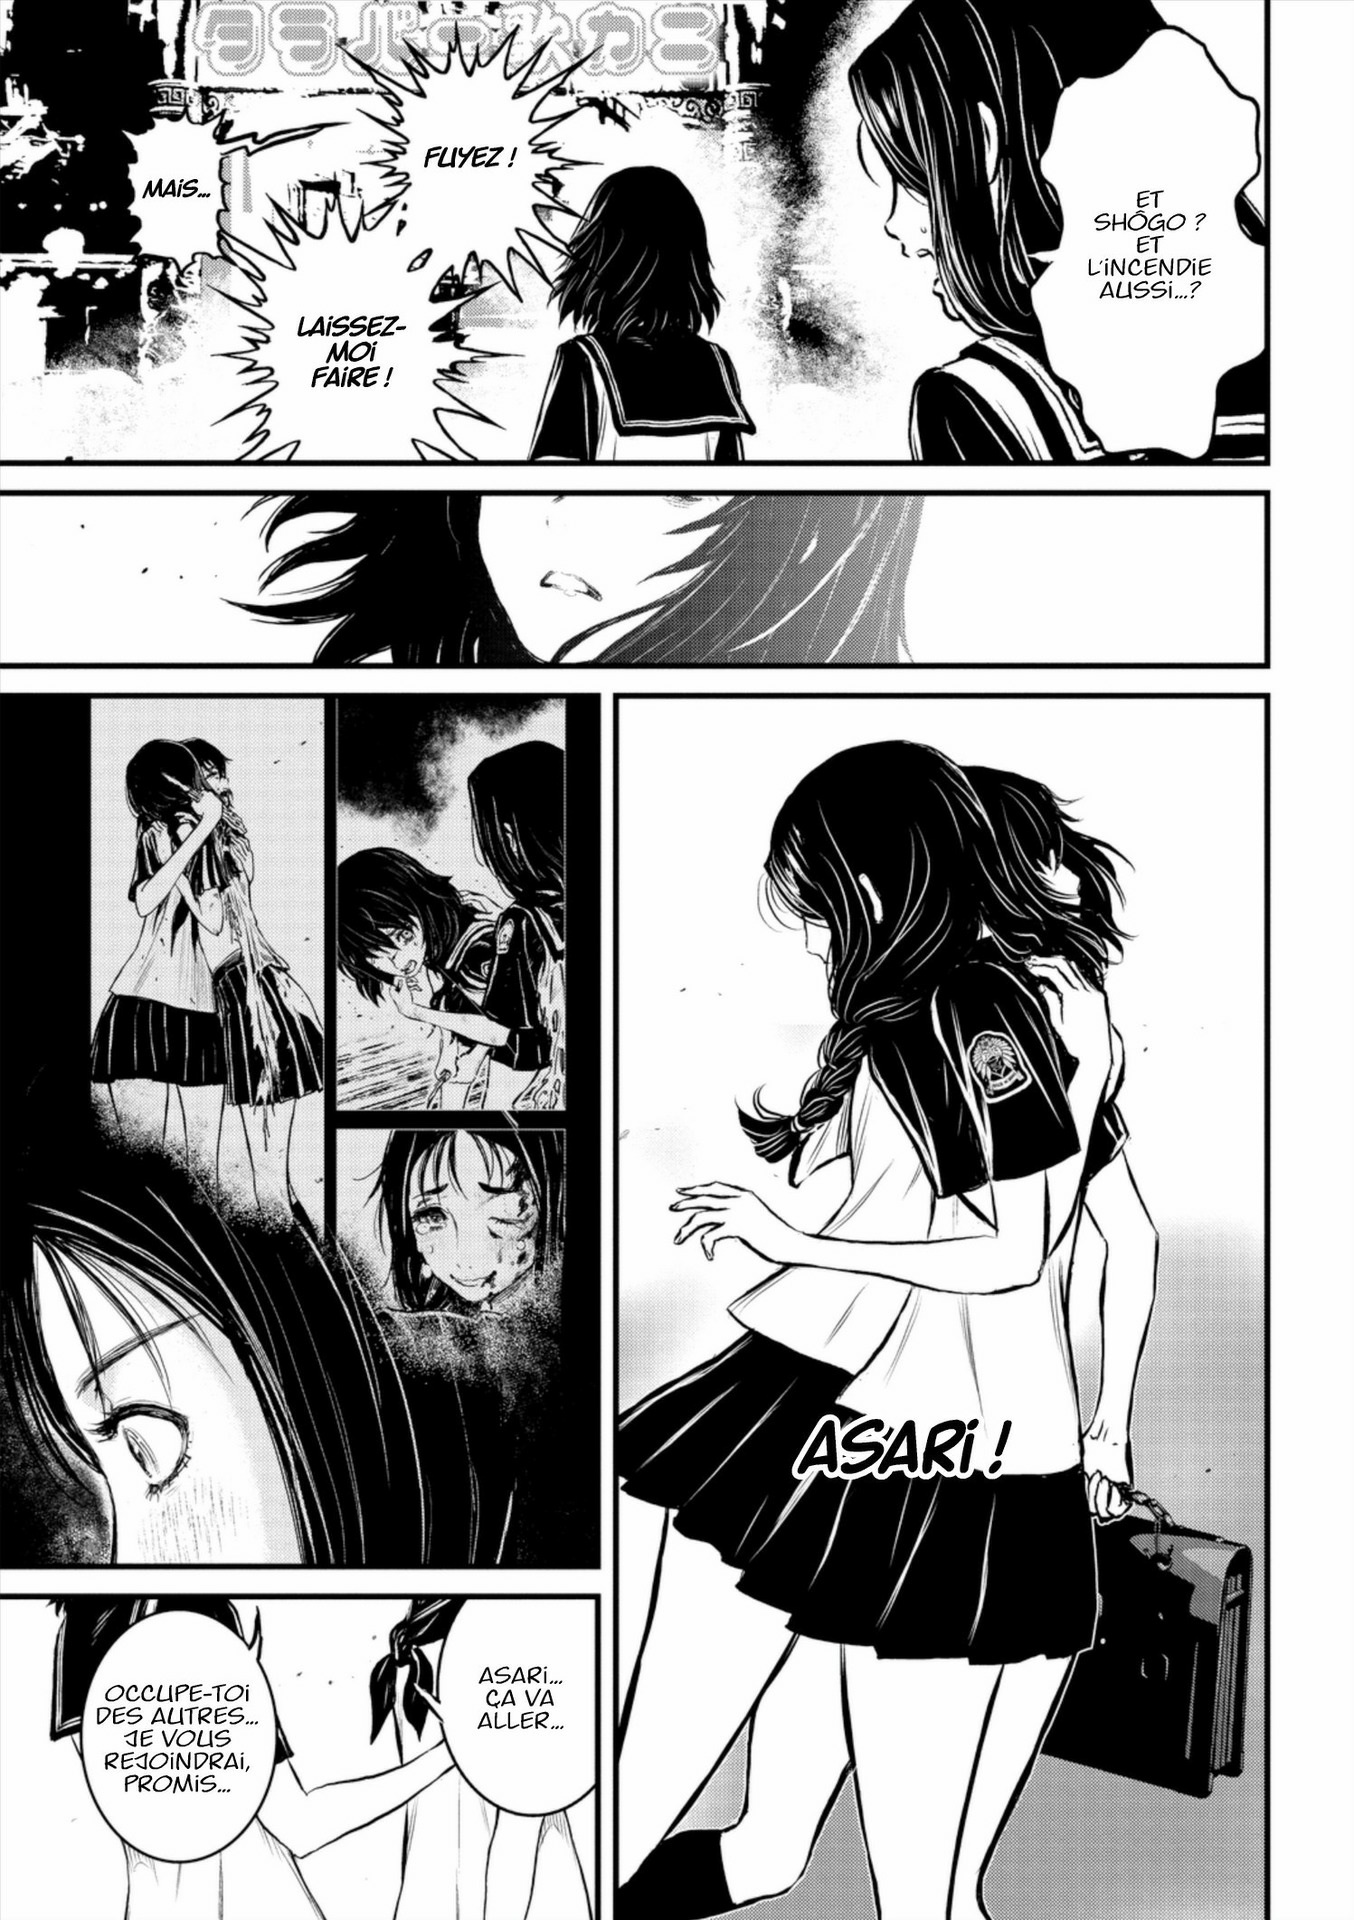 ET
SHÔGO ?
ET
L'INCENDIE
AUSSI...?
FUYEZ !
LAISSEZ-
MOI
FAIRE !
MAIS...
ASARI !
ASARI...
ÇA VA
ALLER...
OCCUPE-TOI
DES AUTRES...
JE VOUS
REJOINDRAI,
PROMIS...